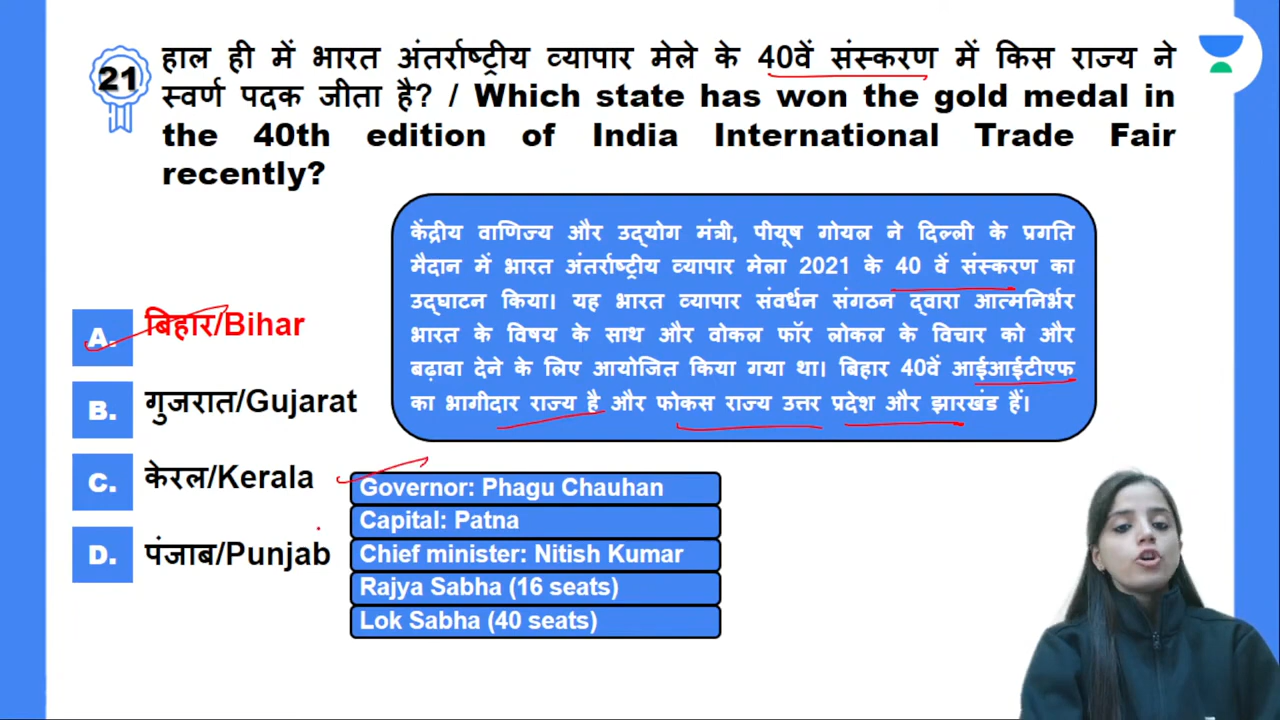 21
हाल ही में भारत अंतर्राष्ट्रीय व्यापार मेले के 40वें संस्करण में किस राज्य ने
स्वर्ण पदक जीता है? / Which state has won the gold medal in
the 40th edition of India International Trade Fair
recently?
केंद्रीय वाणिज्य और उद्योग मंत्री, पीयूष गोयल ने दिल्ली के प्रगति
मैदान में भारत अंतर्राष्ट्रीय व्यापार मेला 2021 के 40 वें संस्करण का
उद्घाटन किया। यह भारत व्यापार संवर्धन संगठन द्वारा आत्मनिर्भर
भारत के विषय के साथ और वोकल फॉर लोकल के विचार को और
बढ़ावा देने के लिए आयोजित किया गया था। बिहार 40वें आईआईटीएफ
का भागीदार राज्य है और फोकस राज्य उत्तर प्रदेश और झारखंड हैं।
A. बिहार/Bihar
B. गुजरात/Gujarat
C. केरल/Kerala
D. पंजाब/Punjab
Governor: Phagu Chauhan
Capital: Patna
Chief minister: Nitish Kumar
Rajya Sabha (16 seats)
Lok Sabha (40 seats)